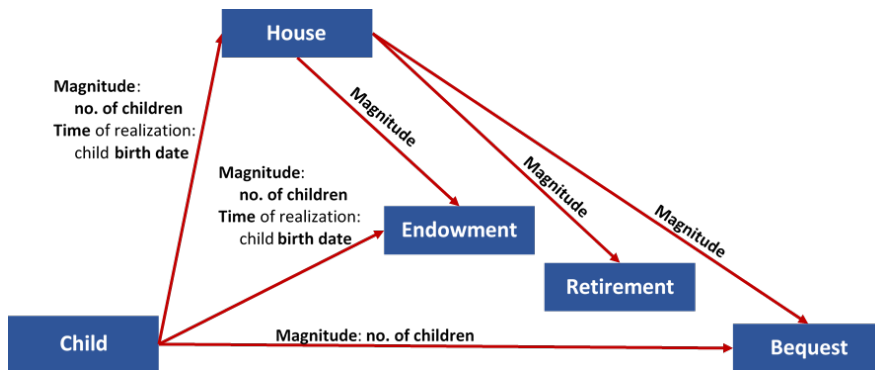 House
Magnitude:
no. of children
Time of realization:
child birth date
Magnitude
Magnitude:
no. of children
Time of realization:
child birth date
Magnitude
Magnitude
Endowment
Retirement
Child
Magnitude: no. of children
Bequest